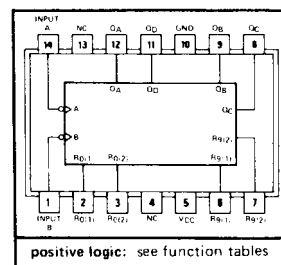 INPUT
A NC QA QD GND QB QC
14 13 12 11 10 9 8
QA QD QB
A QC
B R9(2)
R0(1) R0(2) R9(1)
1 2 3 4 5 6 7
INPUT R0(1) R0(2) NC VCC R9(1) R9(2)
B
positive logic: see function tables